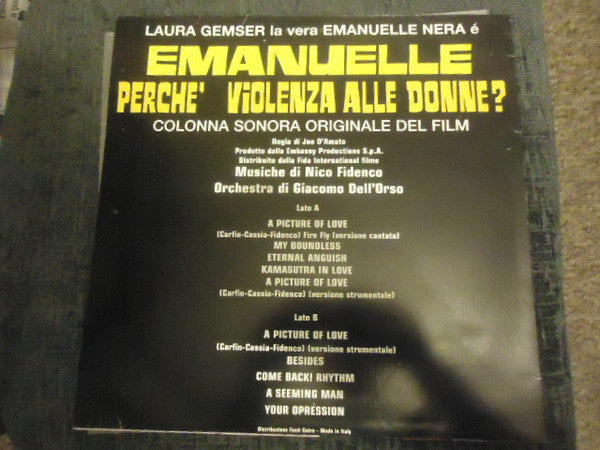 LAURA GEMSER la vera EMANUELLE NERA é
EMANUELLE
PERCHE' VIOLENZA ALLE DONNE?
COLONNA SONORA ORIGINALE DEL FILM
Regia di Joe D'Amato
Prodotto dalla Embassy Productions S.p.A.
Distribuito dalla Fida International films
Musiche di Nico Fidenco
Orchestra di Giacomo Dell'Orso
Lato A
A PICTURE OF LOVE
(Carfin-Cassia-Fidenco) Fire Fly (versione cantata)
MY BOUNDLESS
ETERNAL ANGUISH
KAMASUTRA IN LOVE
A PICTURE OF LOVE
(Carfin-Cassia-Fidenco) (versione strumentale)
Lato B
A PICTURE OF LOVE
(Carfin-Cassia-Fidenco) (versione strumentale)
BESIDES
COME BACK! RHYTHM
A SEEMING MAN
YOUR OPRESSION
Distribuzione Fonit Cetra - Made in Italy